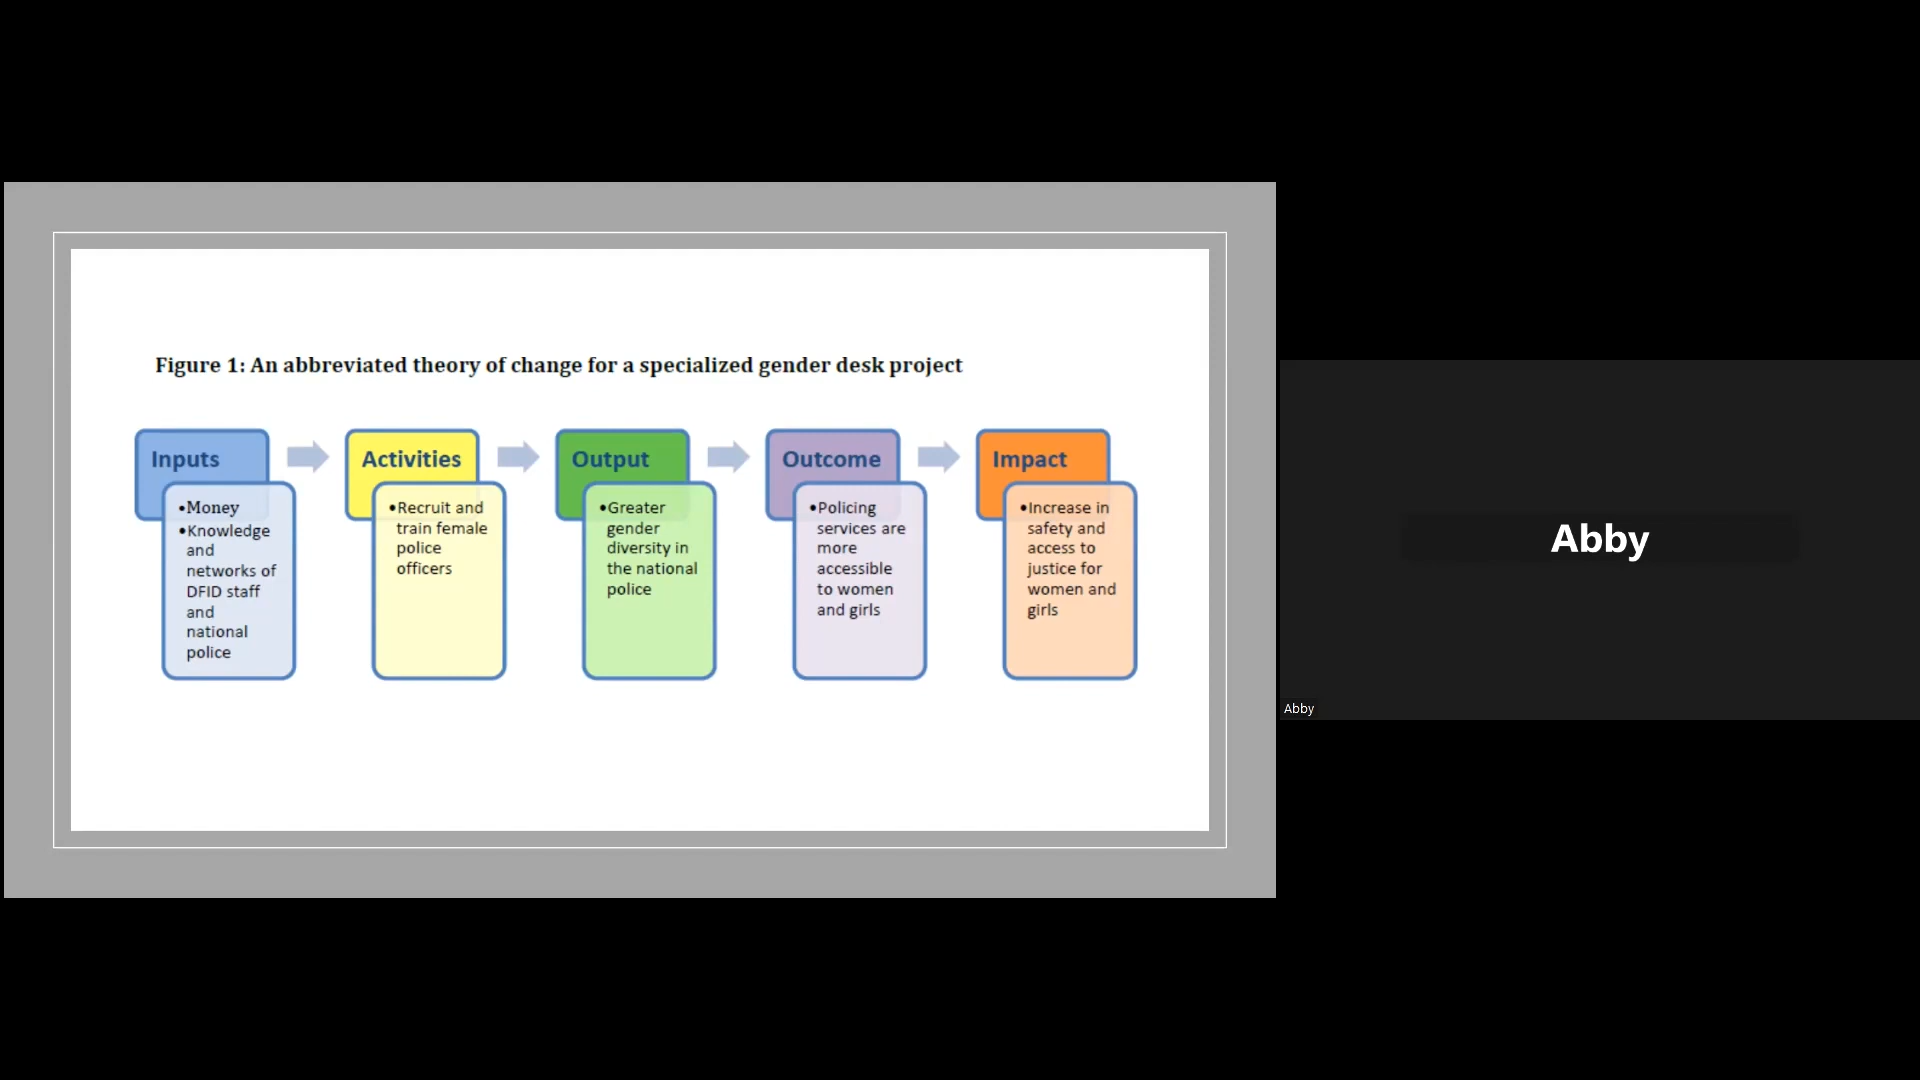 Figure 1: An abbreviated theory of change for a specialized gender desk project
Inputs
•Money
•Knowledge
and
networks of
DFID staff
and
national
police
Activities
•Recruit and
train female
police
officers
Output
•Greater
gender
diversity in
the national
police
Outcome
•Policing
services are
more
accessible
to women
and girls
Impact
•Increase in
safety and
access to
justice for
women and
girls
Abby
Abby